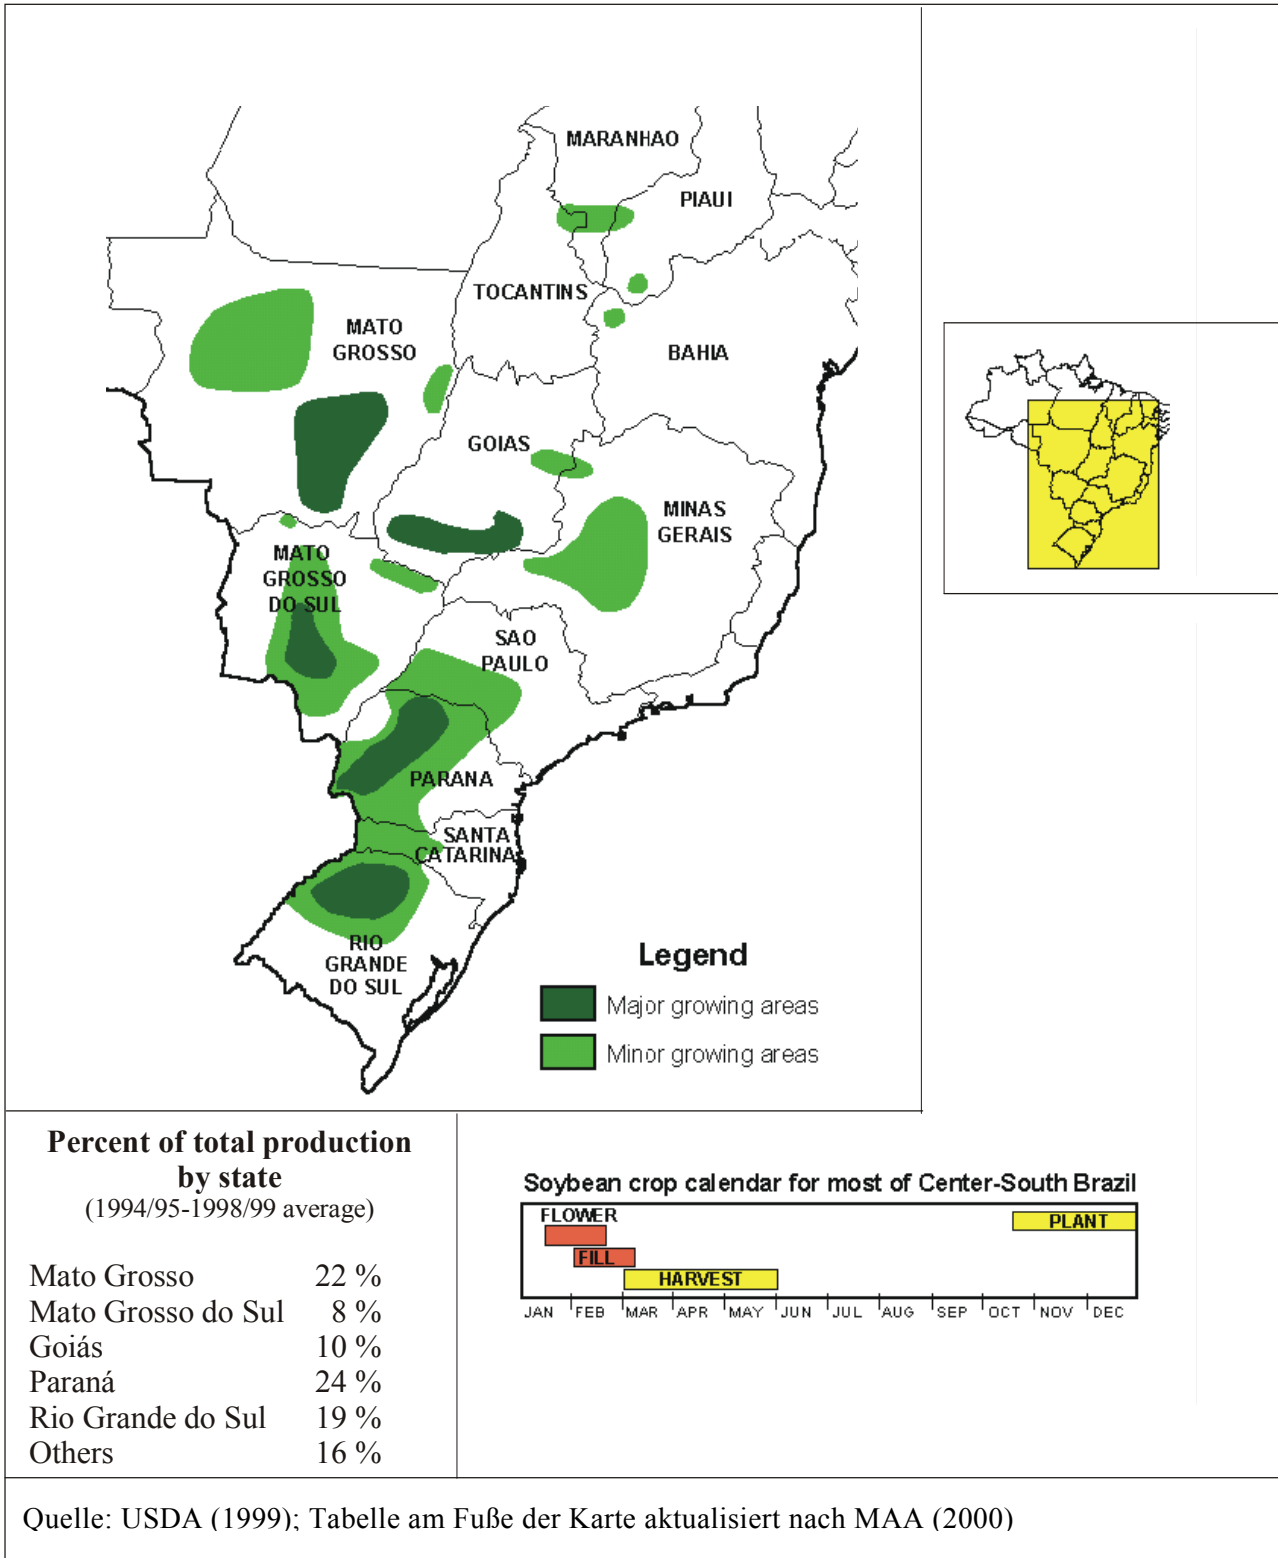 MARANHAO
PIAUI
TOCANTINS
MATO
GROSSO
BAHIA
GOIAS
MINAS
GERAIS
MATO
GROSSO
DO SUL
SAO
PAULO
PARANA
SANTA
CATARINA
RIO
GRANDE
DO SUL
Legend
Major growing areas
Minor growing areas
Percent of total production
by state
(1994/95-1998/99 average)
Mato Grosso 22 %
Mato Grosso do Sul 8 %
Goiás 10 %
Paraná 24 %
Rio Grande do Sul 19 %
Others 16 %
Soybean crop calendar for most of Center-South Brazil
FLOWER
PLANT
FILL
HARVEST
JAN FEB MAR APR MAY JUN JUL AUG SEP OCT NOV DEC
Quelle: USDA (1999); Tabelle am Fuße der Karte aktualisiert nach MAA (2000)